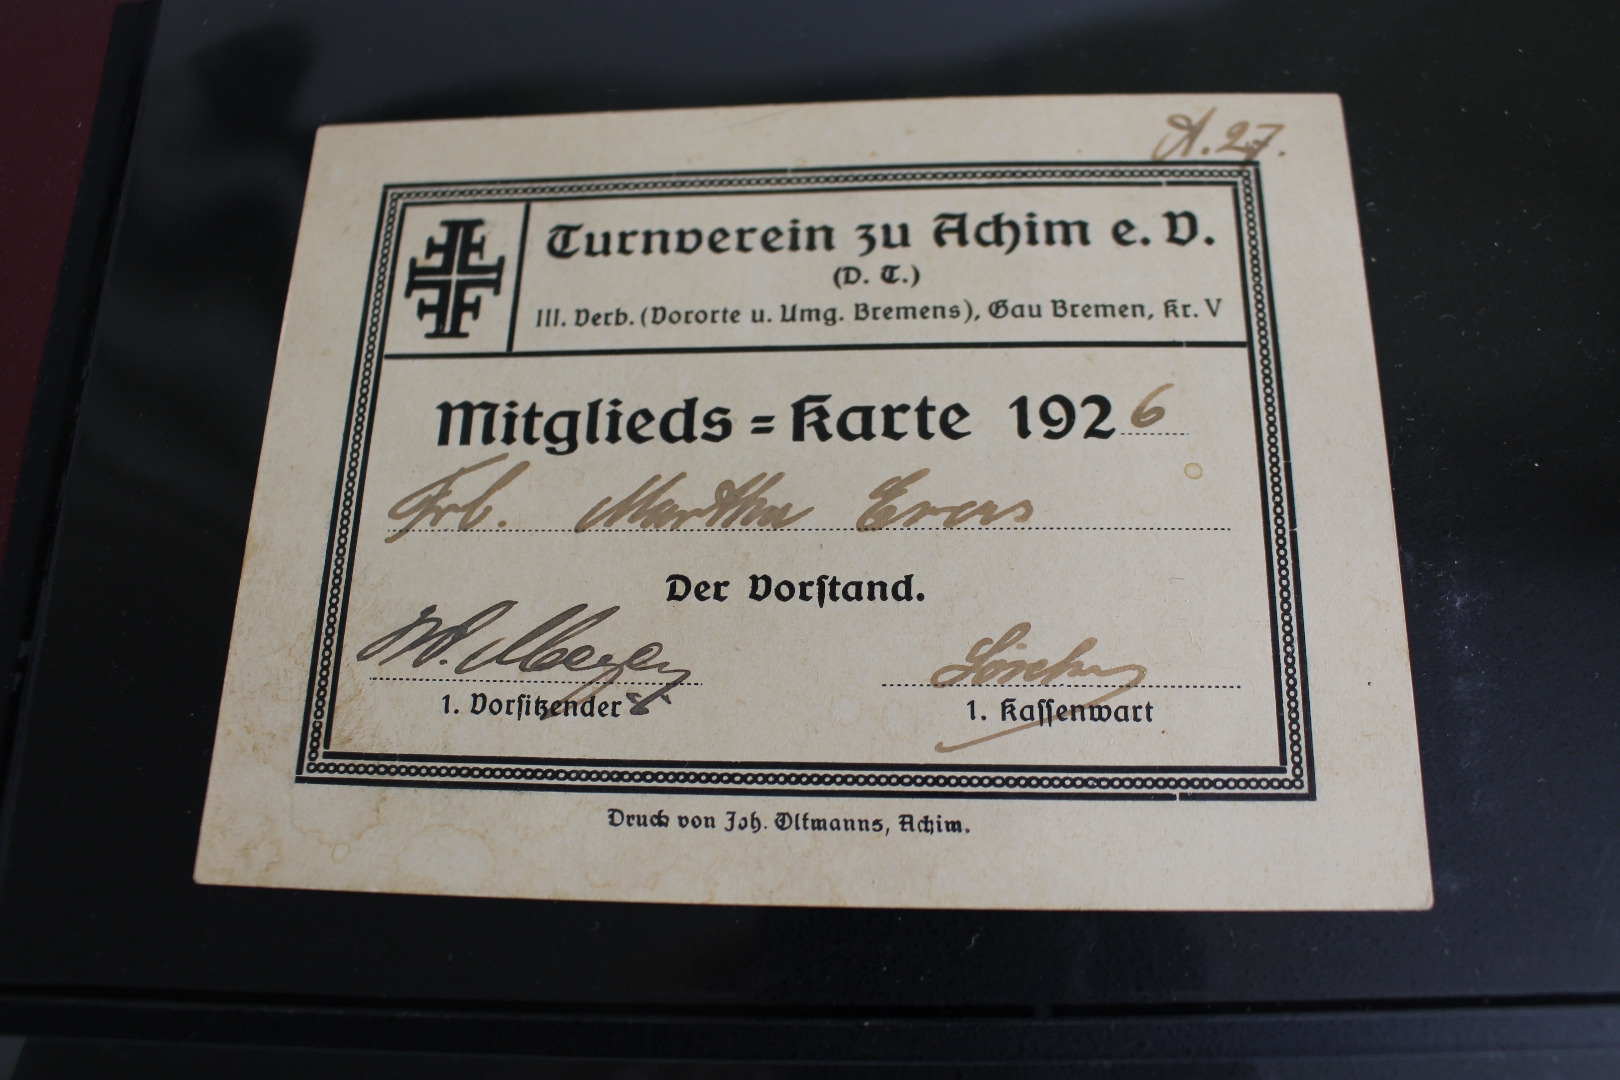 A. 27.
Turnverein zu Achim e. V.
(D. T.)
III. Verb. (Vororte u. Umg. Bremens), Gau Bremen, Kr. V
Mitglieds=Karte 1926
Frl. Martha Evers
Der Vorſtand.
W. Meyer
1. Vorſitzender 1. Kaſſenwart
Druck von Joh. Oltmanns, Achim.